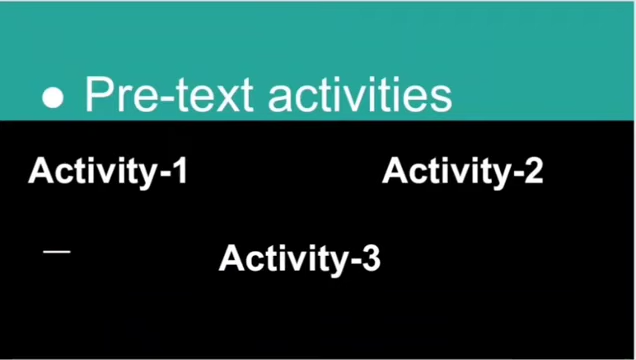 ● Pre-text activities
Activity-1 Activity-2
— Activity-3